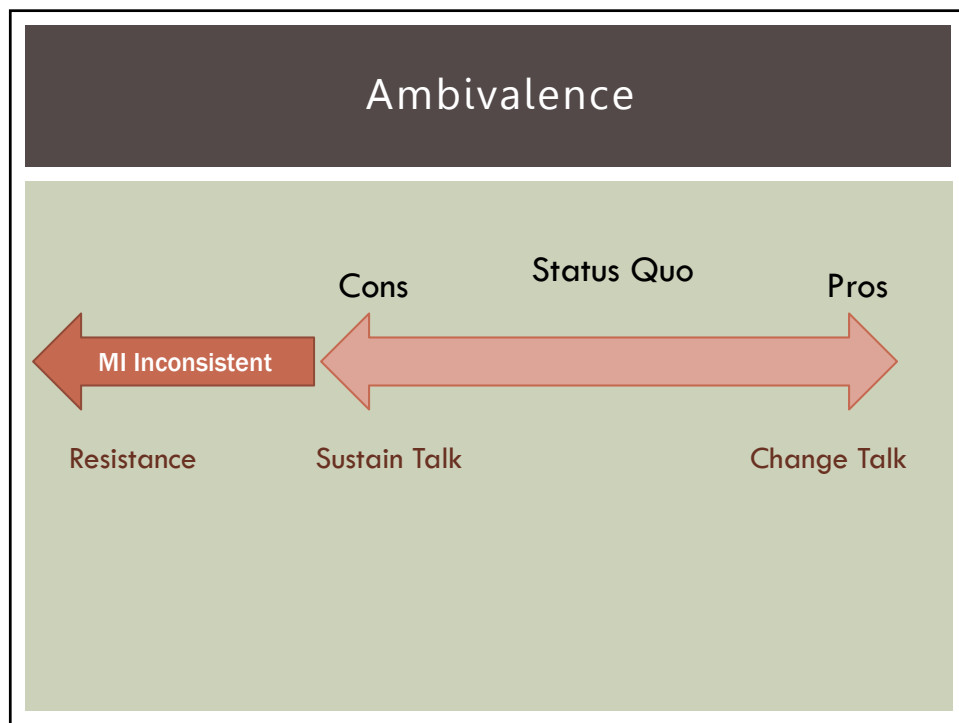 Ambivalence
Status Quo
Cons
Pros
MI Inconsistent
Resistance
Sustain Talk
Change Talk